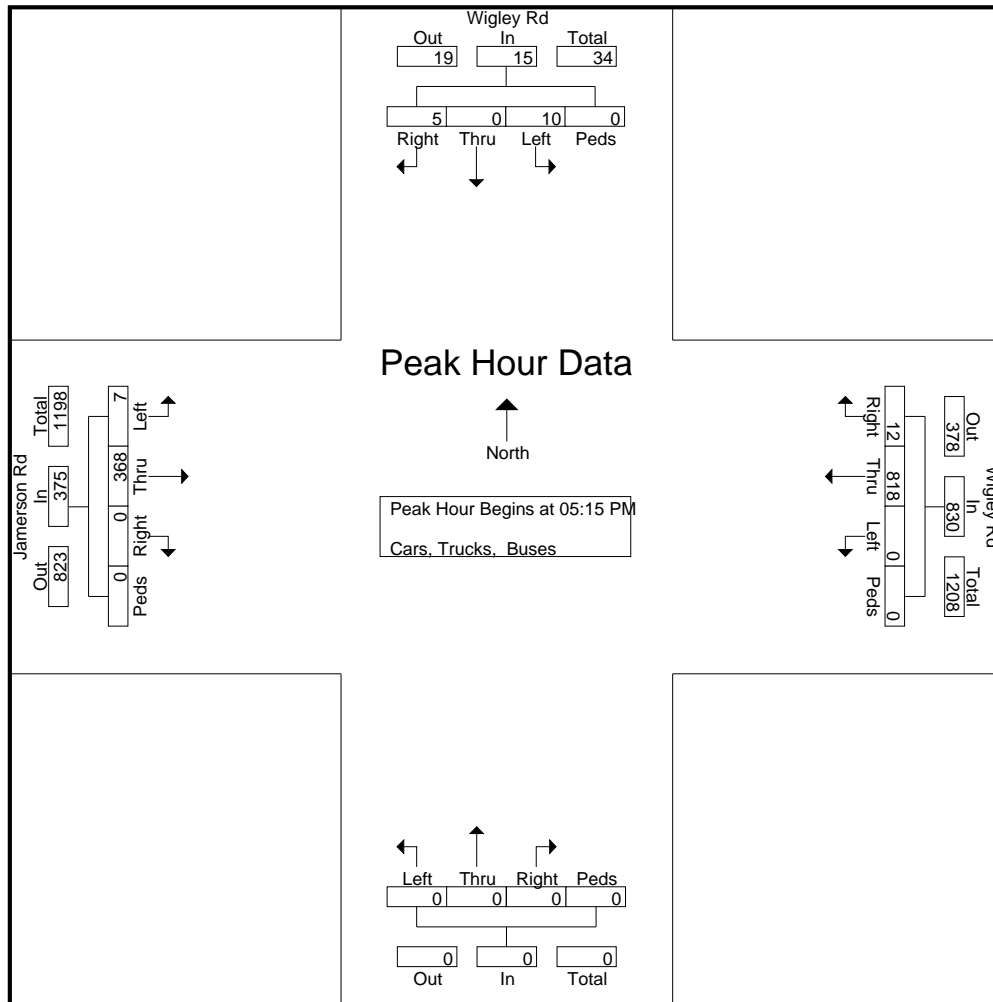 Wigley Rd
Out In Total
19 15 34
5 0 10 0
Right Thru Left Peds
Peak Hour Data
North
Peak Hour Begins at 05:15 PM
Cars, Trucks, Buses
Jamerson Rd
Out In Total
823 375 1198
7 368 0 0
Left Thru Right Peds
Wigley Rd
Out In Total
378 830 1208
12 818 0 0
Right Thru Left Peds
Left Thru Right Peds
0 0 0 0
0 0 0
Out In Total